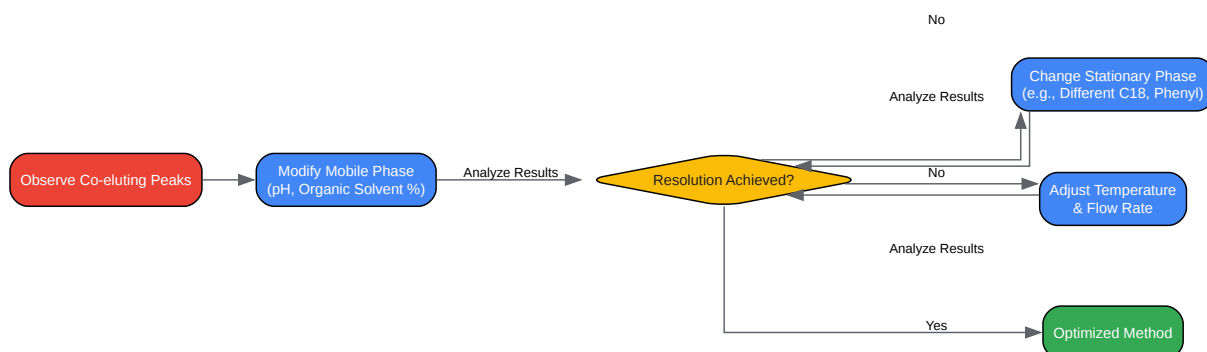 No
Change Stationary Phase
(e.g., Different C18, Phenyl)
Analyze Results
Observe Co-eluting Peaks
Modify Mobile Phase
(pH, Organic Solvent %)
Analyze Results
Resolution Achieved?
No
Adjust Temperature
& Flow Rate
Analyze Results
Yes
Optimized Method